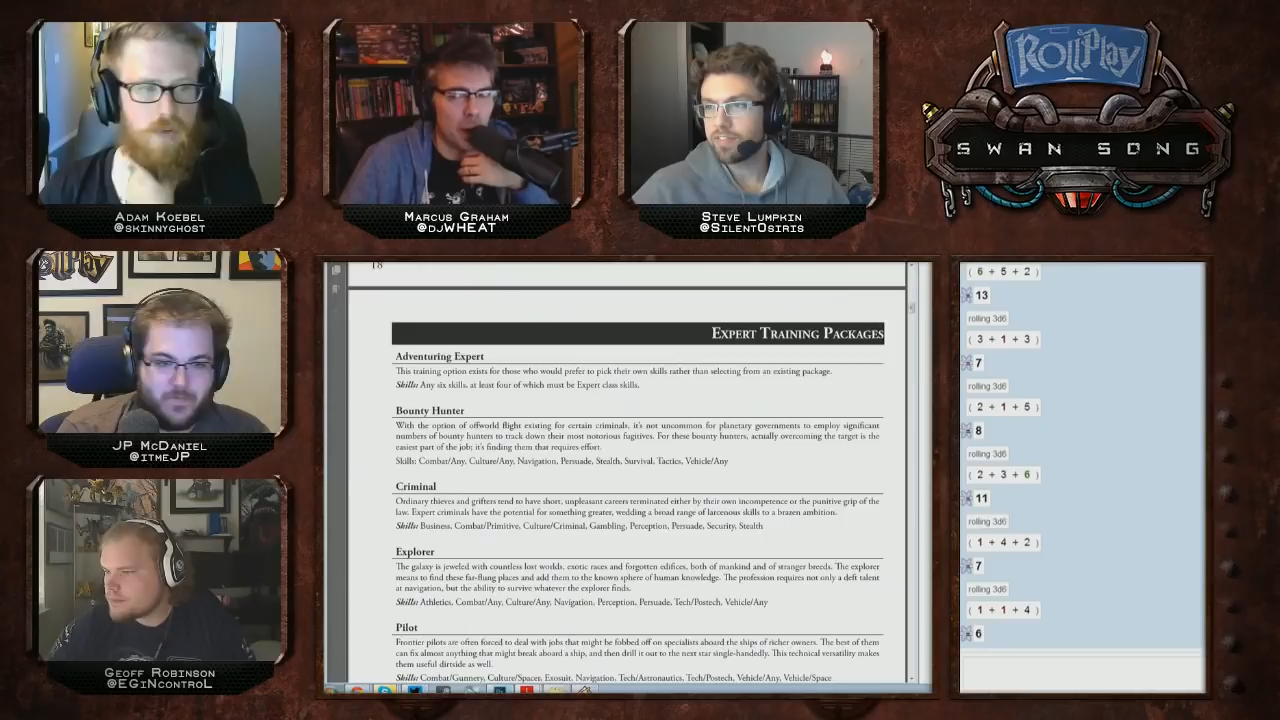 Adam Koebel
@skinnyghost
Marcus Graham
@djWHEAT
Steve Lumpkin
@SilentOsiris
RollPlay
SWAN SONG
RollPlay
JP McDaniel
@itmeJP
Geoff Robinson
@EGiNcontroL
18
Expert Training Packages
Adventuring Expert
This training option exists for those who would prefer to pick their own skills rather than selecting from an existing package.
Skills: Any six skills, at least four of which must be Expert class skills.
Bounty Hunter
With the option of offworld flight existing for certain criminals, it's not uncommon for planetary governments to employ significant
numbers of bounty hunters to track down their most notorious fugitives. For these bounty hunters, actually overcoming the target is the
easiest part of the job; it's finding them that requires effort.
Skills: Combat/Any, Culture/Any, Navigation, Persuade, Stealth, Survival, Tactics, Vehicle/Any
Criminal
Ordinary thieves and grifters tend to have short, unpleasant careers terminated either by their own incompetence or the punitive grip of the
law. Expert criminals have the potential for something greater, wedding a broad range of larcenous skills to a brazen ambition.
Skills: Business, Combat/Primitive, Culture/Criminal, Gambling, Perception, Persuade, Security, Stealth
Explorer
The galaxy is jeweled with countless lost worlds, exotic races and forgotten edifices, both of mankind and of stranger breeds. The explorer
means to find these far-flung places and add them to the known sphere of human knowledge. The profession requires not only a deft talent
at navigation, but the ability to survive whatever the explorer finds.
Skills: Athletics, Combat/Any, Culture/Any, Navigation, Perception, Persuade, Tech/Postech, Vehicle/Any
Pilot
Frontier pilots are often forced to deal with jobs that might be fobbed off on specialists aboard the ships of richer owners. The best of them
can fix almost anything that might break aboard a ship, and then drill it out to the next star single-handedly. This technical versatility makes
them useful dirtside as well.
Skills: Combat/Gunnery, Culture/Spacer, Exosuit, Navigation, Tech/Astronautics, Tech/Postech, Vehicle/Any, Vehicle/Space
( 6 + 5 + 2 )
13
rolling 3d6
( 3 + 1 + 3 )
7
rolling 3d6
( 2 + 1 + 5 )
8
rolling 3d6
( 2 + 3 + 6 )
11
rolling 3d6
( 1 + 4 + 2 )
7
rolling 3d6
( 1 + 1 + 4 )
6